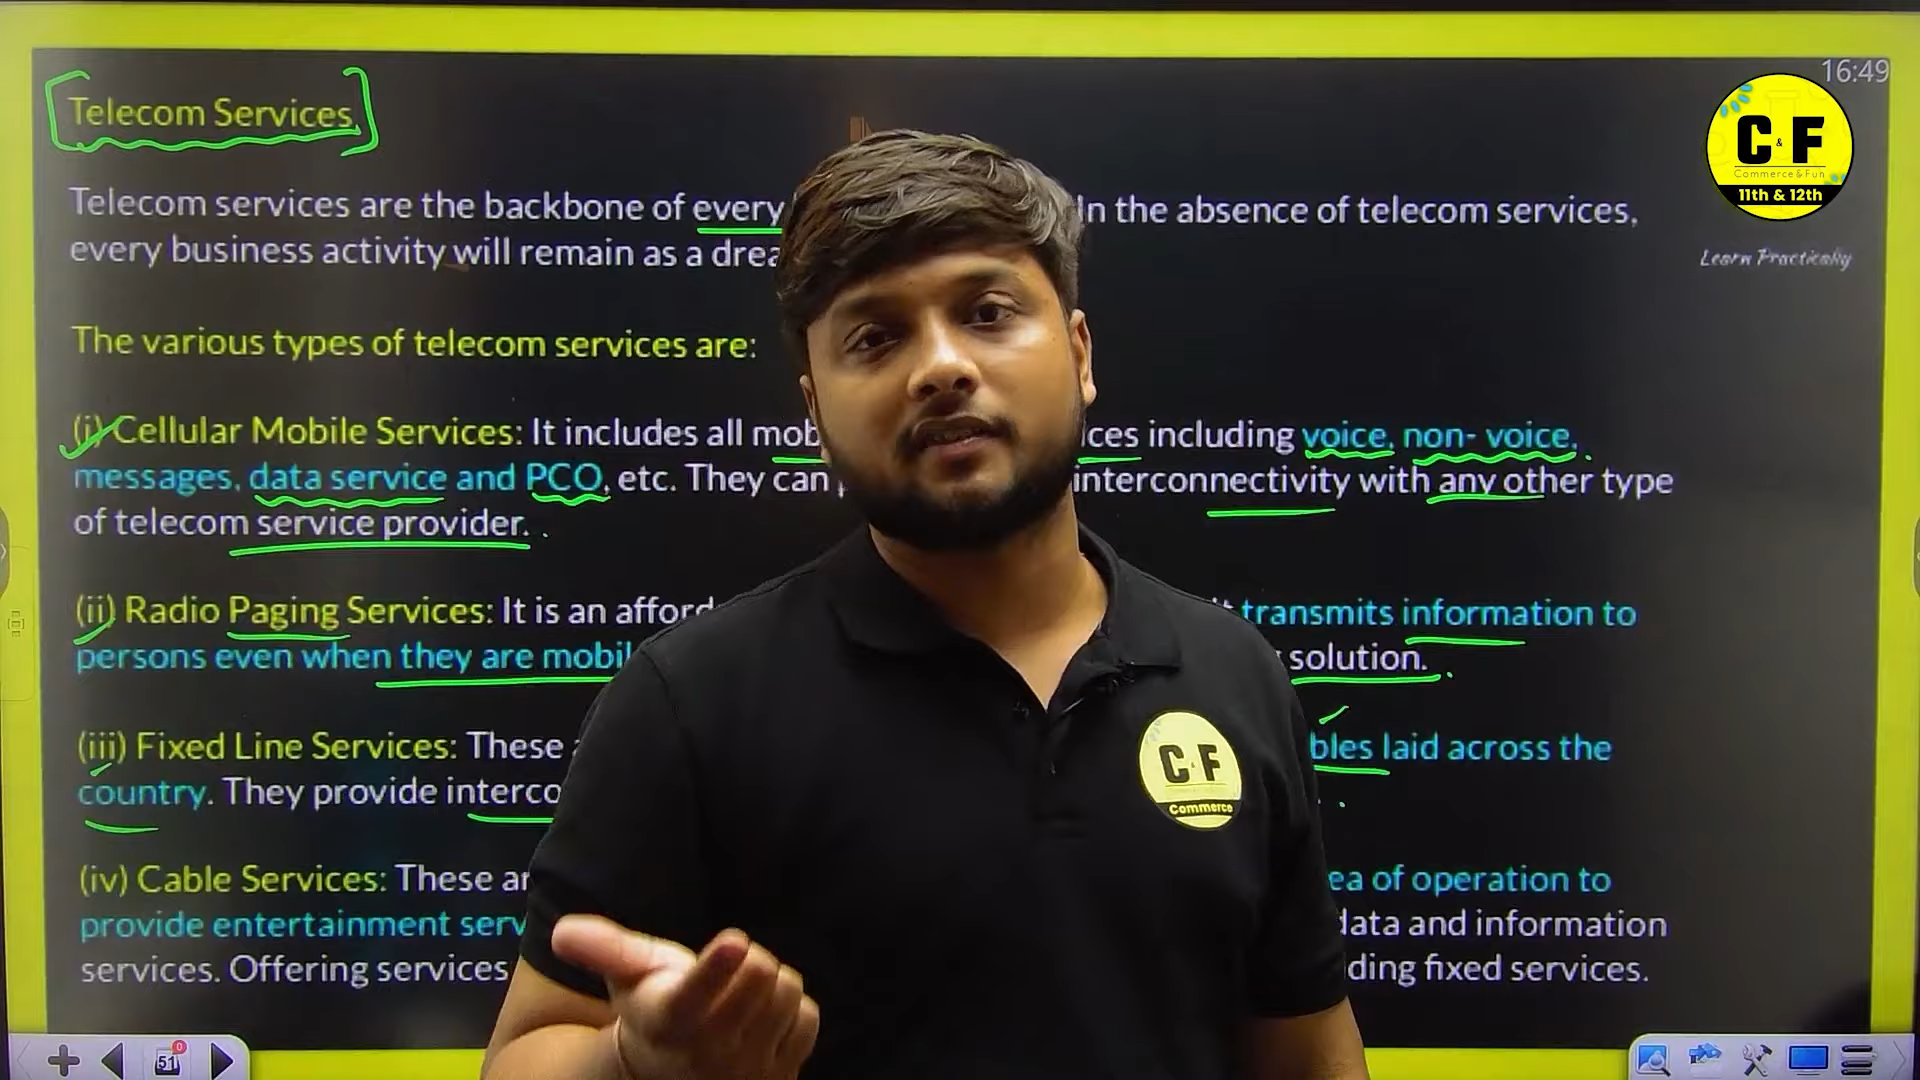 Telecom Services
16:49
C & F
Commerce & Fun
11th & 12th
Learn Practically
Telecom services are the backbone of every In the absence of telecom services,
every business activity will remain as a drea
The various types of telecom services are:
(i) Cellular Mobile Services: It includes all mob ices including voice, non- voice,
messages, data service and PCO, etc. They can interconnectivity with any other type
of telecom service provider.
(ii) Radio Paging Services: It is an afford transmits information to
persons even when they are mobil solution.
(iii) Fixed Line Services: These bles laid across the
country. They provide interco
(iv) Cable Services: These ar ea of operation to
provide entertainment serv data and information
services. Offering services ding fixed services.
C & F
Commerce
51
0